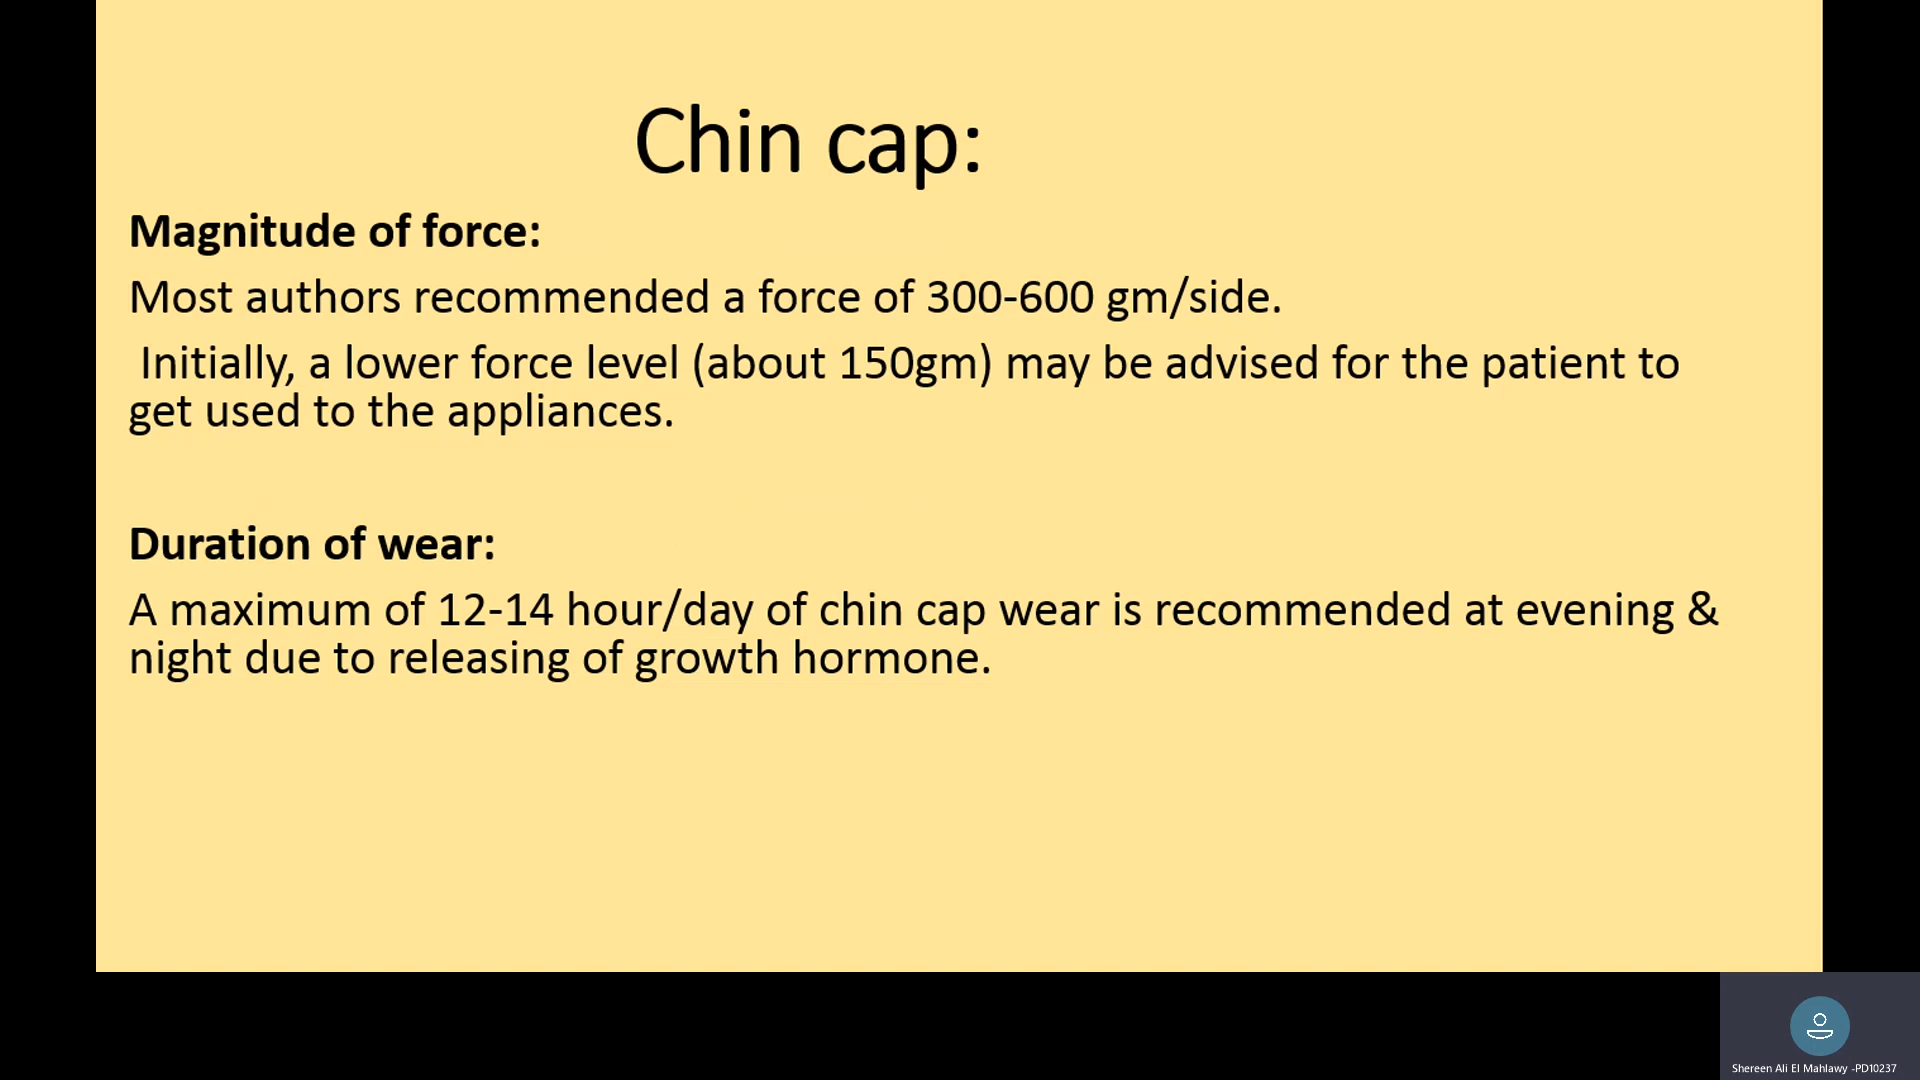 Chin cap:
Magnitude of force:
Most authors recommended a force of 300-600 gm/side.
Initially, a lower force level (about 150gm) may be advised for the patient to
get used to the appliances.
Duration of wear:
A maximum of 12-14 hour/day of chin cap wear is recommended at evening &
night due to releasing of growth hormone.
Shereen Ali El Mahlawy -PD10237